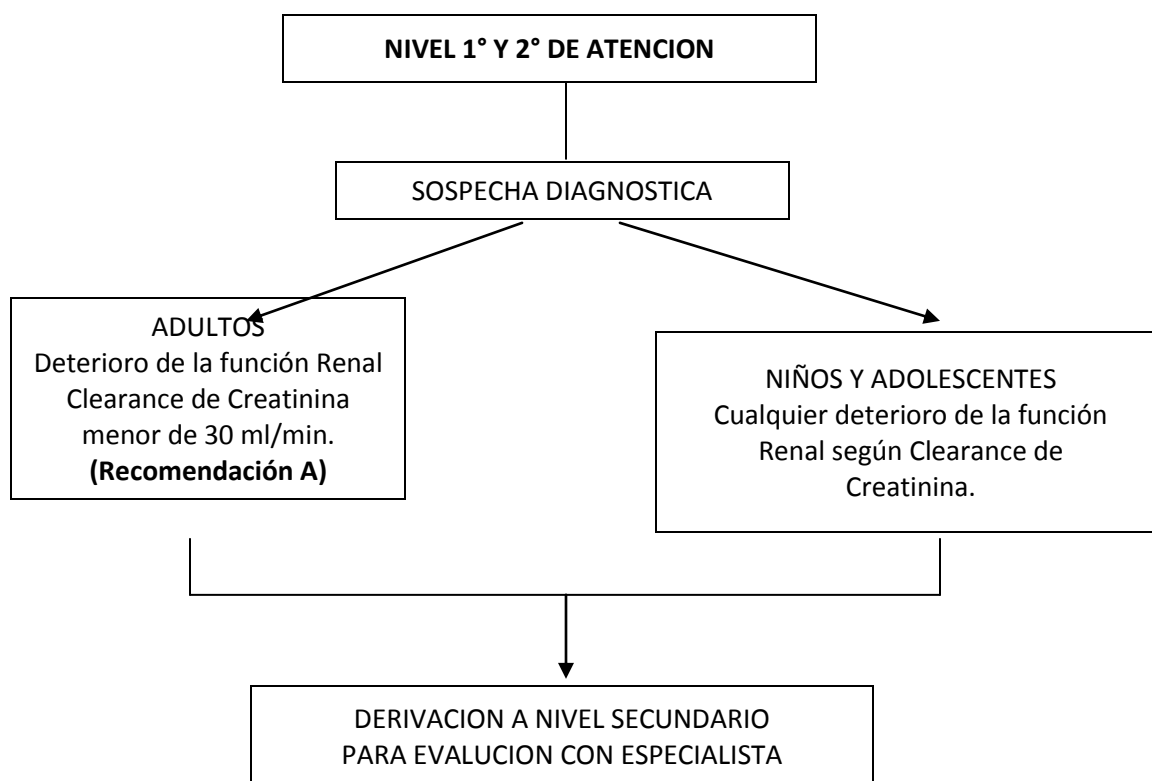 NIVEL 1° Y 2° DE ATENCION
SOSPECHA DIAGNOSTICA
ADULTOS
Deterioro de la función Renal
Clearance de Creatinina
menor de 30 ml/min.
(Recomendación A)
NIÑOS Y ADOLESCENTES
Cualquier deterioro de la función
Renal según Clearance de
Creatinina.
DERIVACION A NIVEL SECUNDARIO
PARA EVALUCION CON ESPECIALISTA